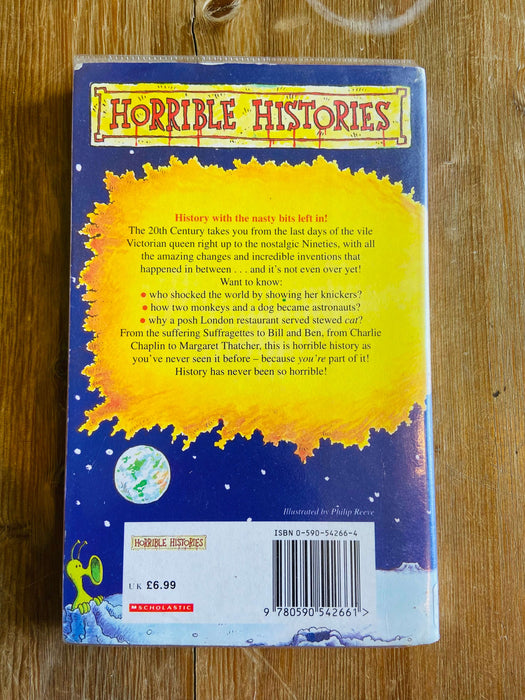 HORRIBLE HISTORIES
History with the nasty bits left in!
The 20th Century takes you from the last days of the vile
Victorian queen right up to the nostalgic Nineties, with all
the amazing changes and incredible inventions that
happened in between . . . and it's not even over yet!
Want to know:
• who shocked the world by showing her knickers?
• how two monkeys and a dog became astronauts?
• why a posh London restaurant served stewed cat?
From the suffering Suffragettes to Bill and Ben, from Charlie
Chaplin to Margaret Thatcher, this is horrible history as
you've never seen it before – because you're part of it!
History has never been so horrible!
Illustrated by Philip Reeve
ISBN 0-590-54266-4
HORRIBLE HISTORIES
UK £6.99
SCHOLASTIC
9 780590 542661 >